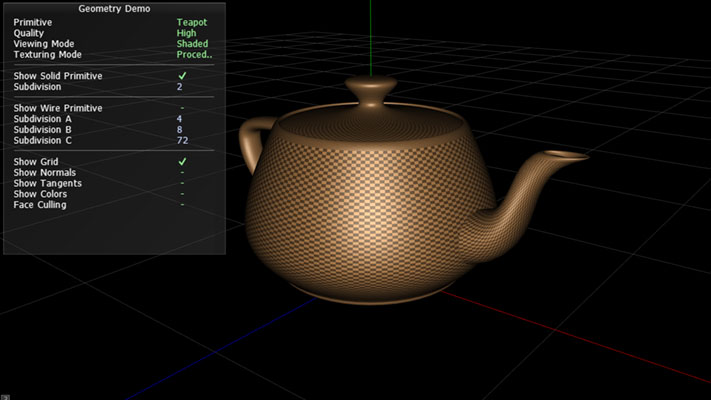 Geometry Demo
Primitive Teapot
Quality High
Viewing Mode Shaded
Texturing Mode Proced..
Show Solid Primitive ✓
Subdivision 2
Show Wire Primitive -
Subdivision A 4
Subdivision B 8
Subdivision C 72
Show Grid ✓
Show Normals -
Show Tangents -
Show Colors -
Face Culling -